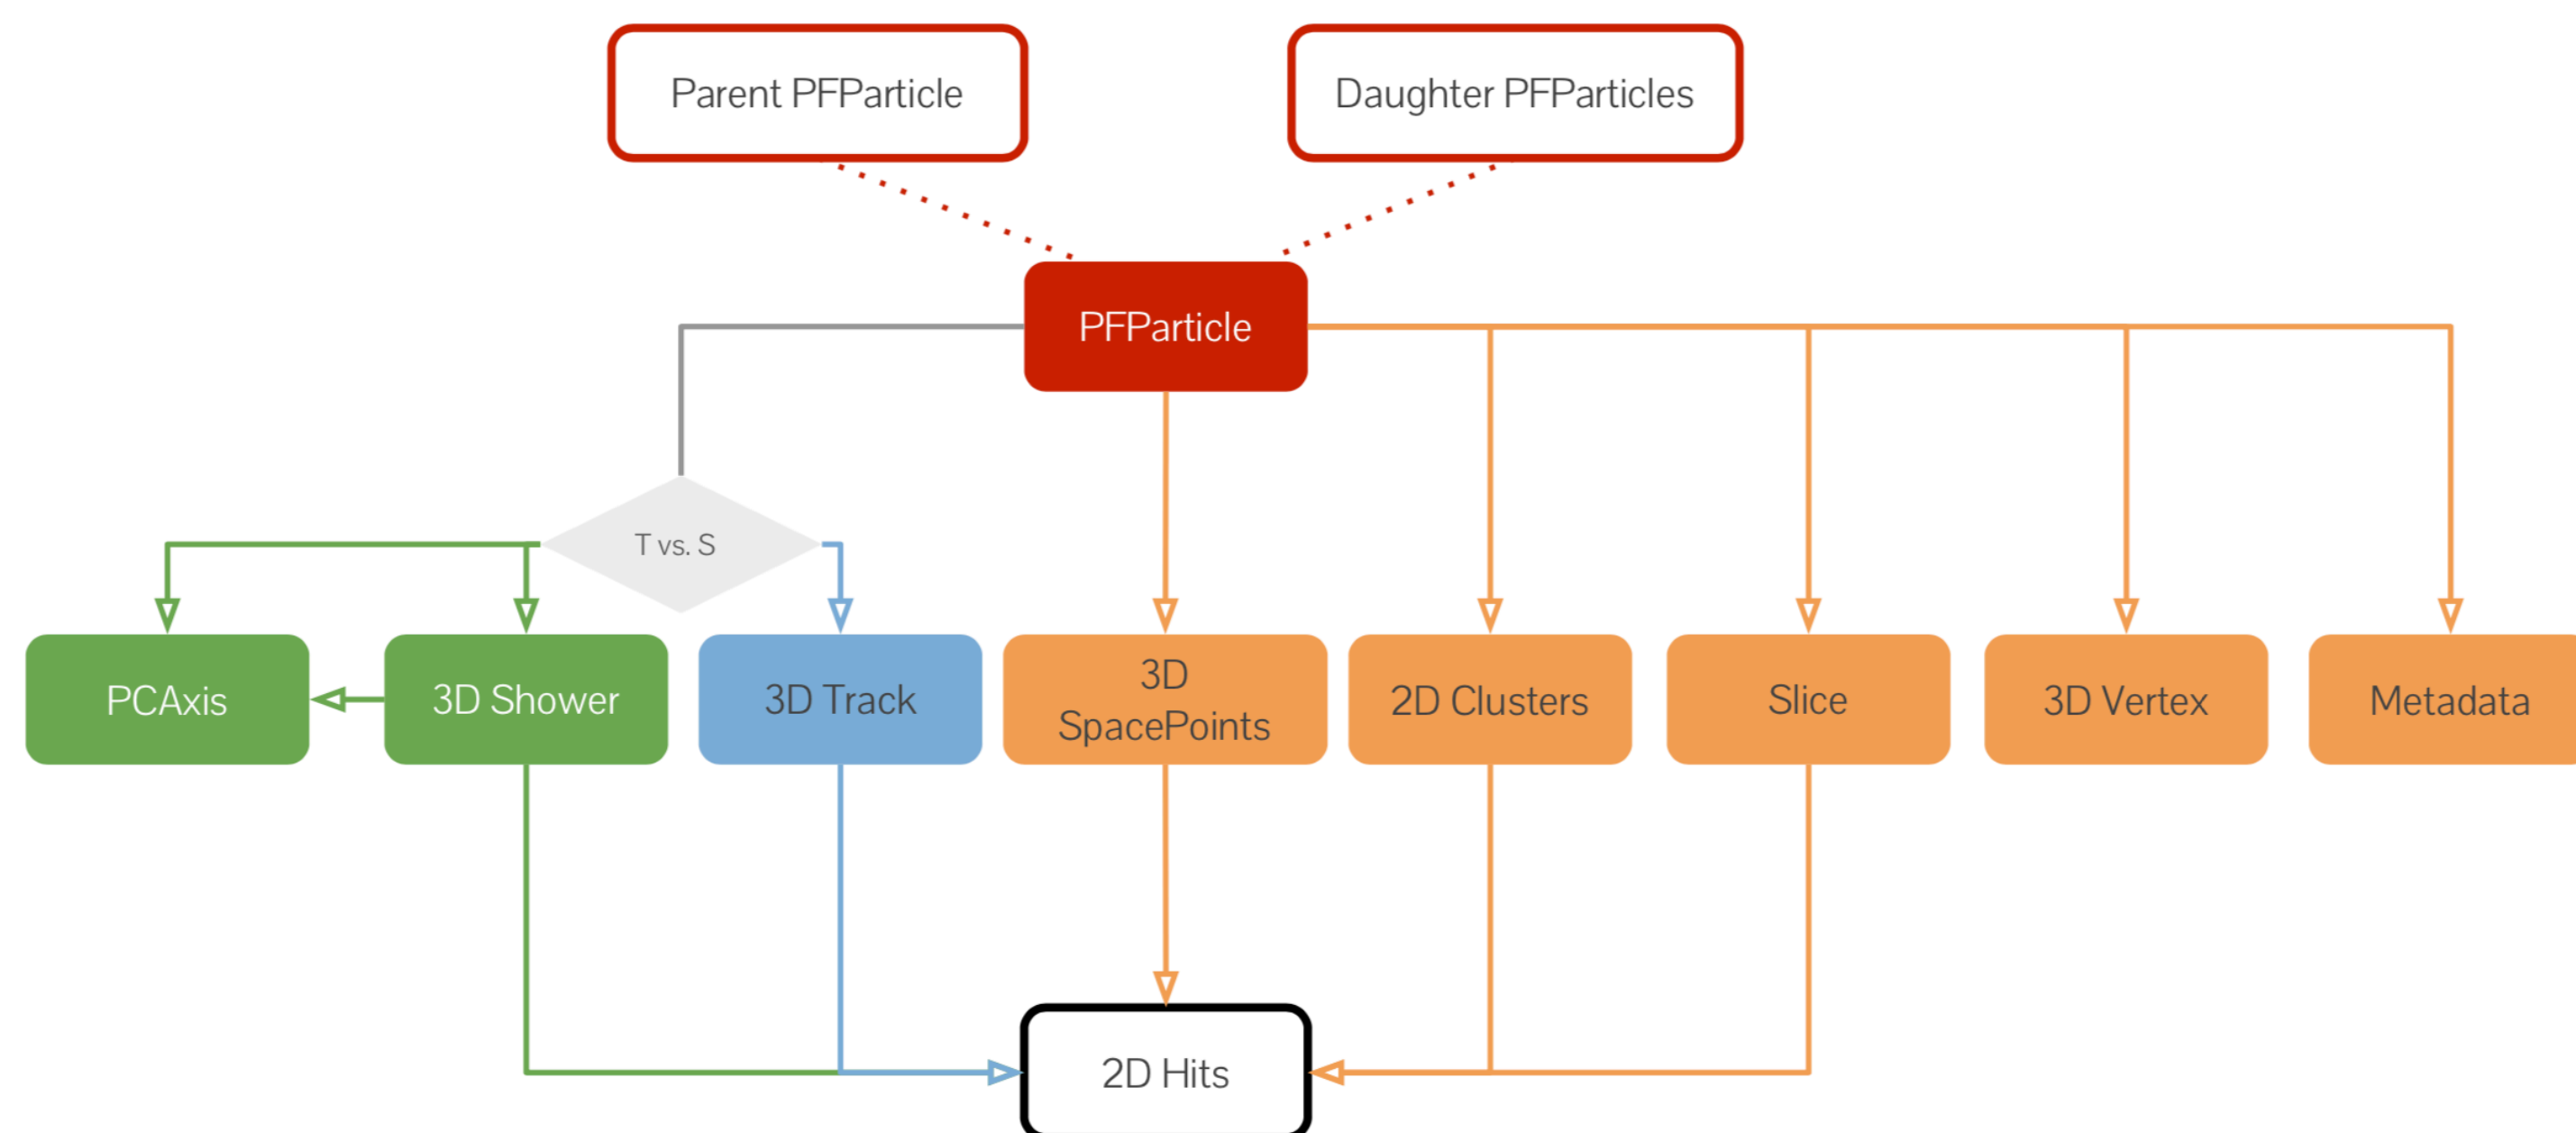 Parent PFParticle
Daughter PFParticles
PFParticle
T vs. S
PCAxis
3D Shower
3D Track
3D
SpacePoints
2D Clusters
Slice
3D Vertex
Metadata
2D Hits